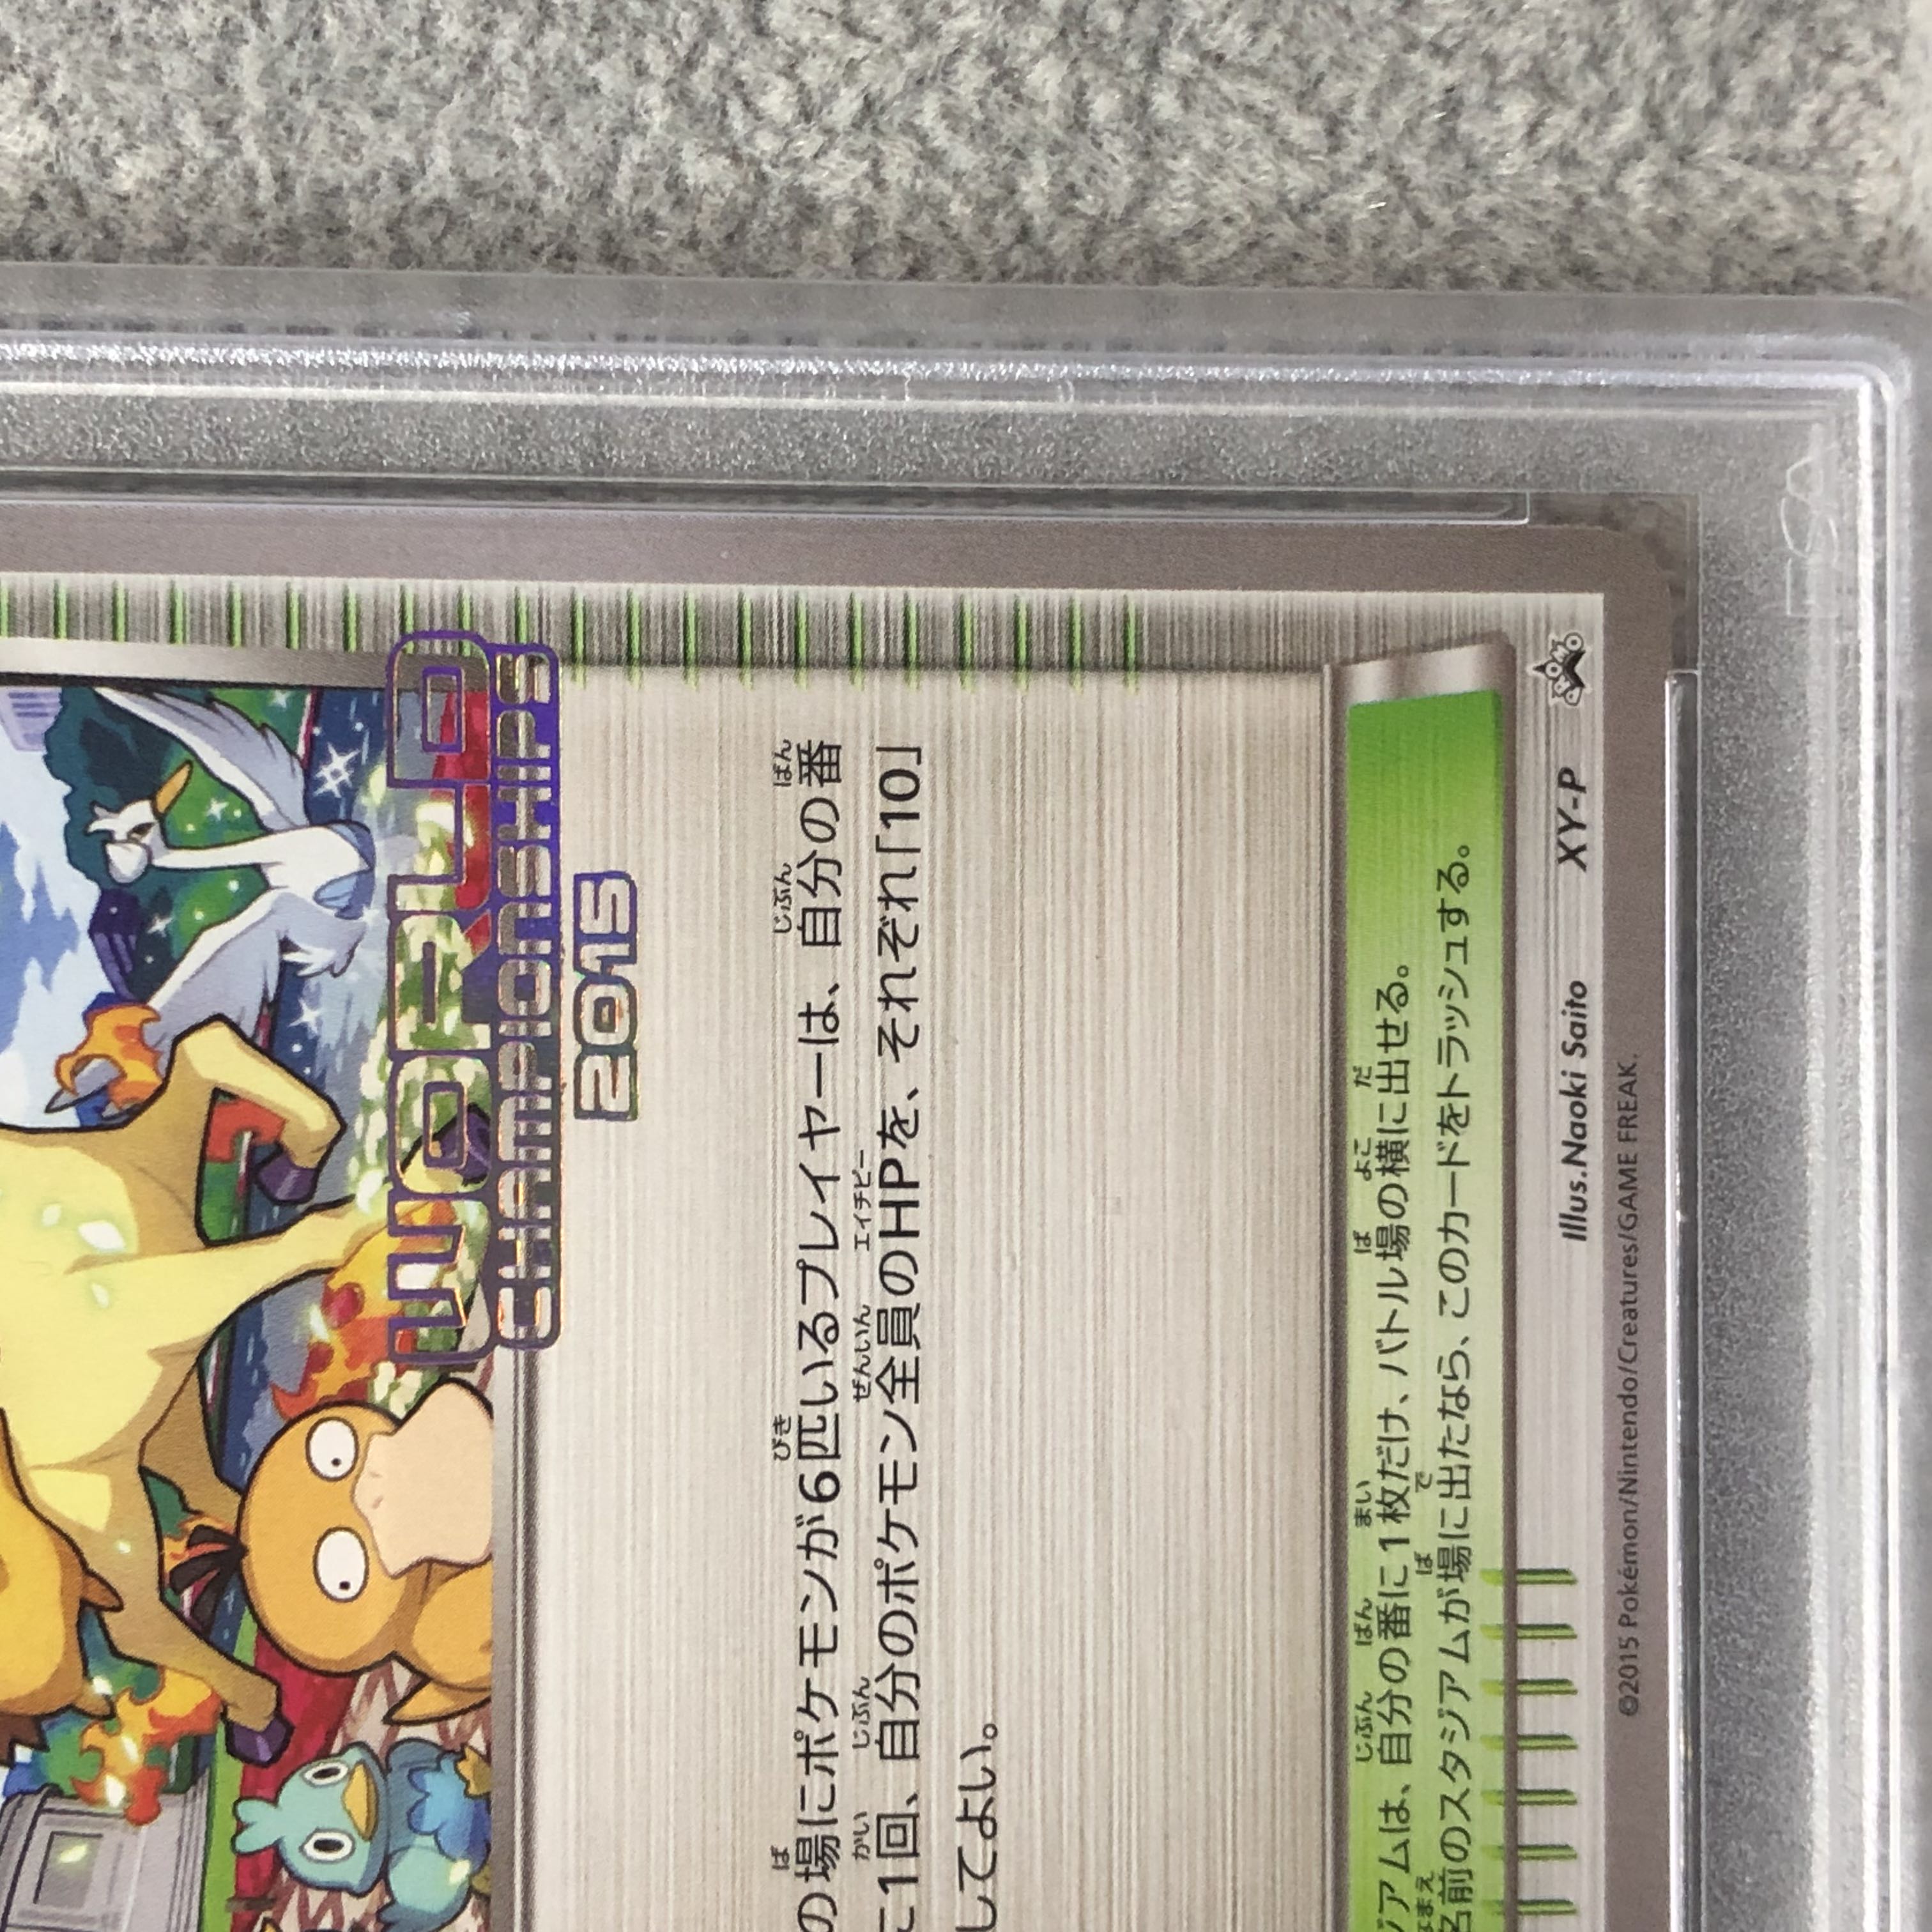 WORLD
CHAMPIONSHIPS
2015
の場にポケモンが6匹いるプレイヤーは、自分の番
に1回、自分のポケモン全員のHPを、それぞれ「10」
してよい。
ジアムは、自分の番に1枚だけ、バトル場の横に出せる。
名前のスタジアムが場に出たなら、このカードをトラッシュする。
Illus.Naoki Saito XY-P PROMO
©2015 Pokémon/Nintendo/Creatures/GAME FREAK.
PSA